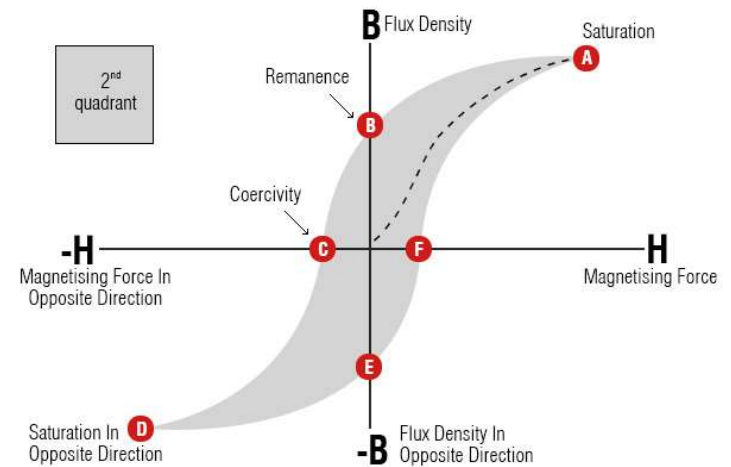 B Flux Density
Saturation
A
2nd
quadrant
Remanence
B
Coercivity
-H
C
F
H
Magnetising Force In
Opposite Direction
Magnetising Force
E
Saturation In
Opposite Direction
D
-B
Flux Density In
Opposite Direction